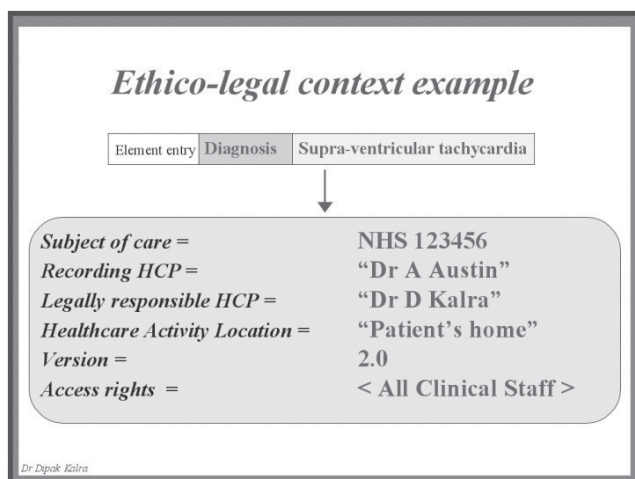 Ethico-legal context example
Element entry Diagnosis Supra-ventricular tachycardia
Subject of care = NHS 123456
Recording HCP = “Dr A Austin”
Legally responsible HCP = “Dr D Kalra”
Healthcare Activity Location = “Patient’s home”
Version = 2.0
Access rights = < All Clinical Staff >
Dr Dipak Kalra